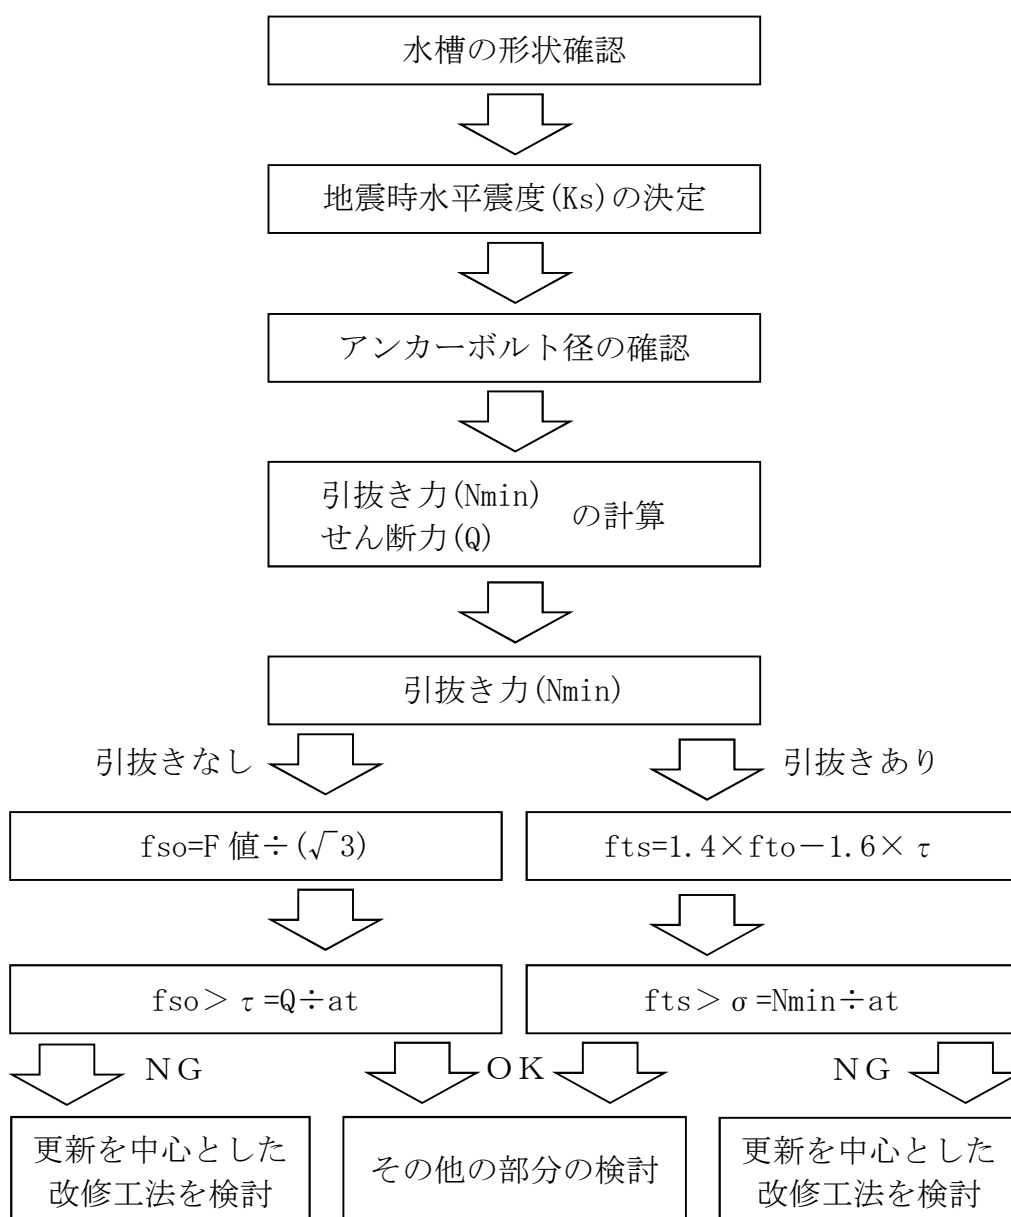 水槽の形状確認
地震時水平震度(Ks)の決定
アンカーボルト径の確認
引抜き力(Nmin)
せん断力(Q)
の計算
引抜き力(Nmin)
引抜きなし
引抜きあり
fso=F値÷(√3)
fts=1.4×fto－1.6×τ
fso＞τ=Q÷at
fts＞σ=Nmin÷at
ＮＧ
ＯＫ
ＮＧ
更新を中心とした
改修工法を検討
その他の部分の検討
更新を中心とした
改修工法を検討